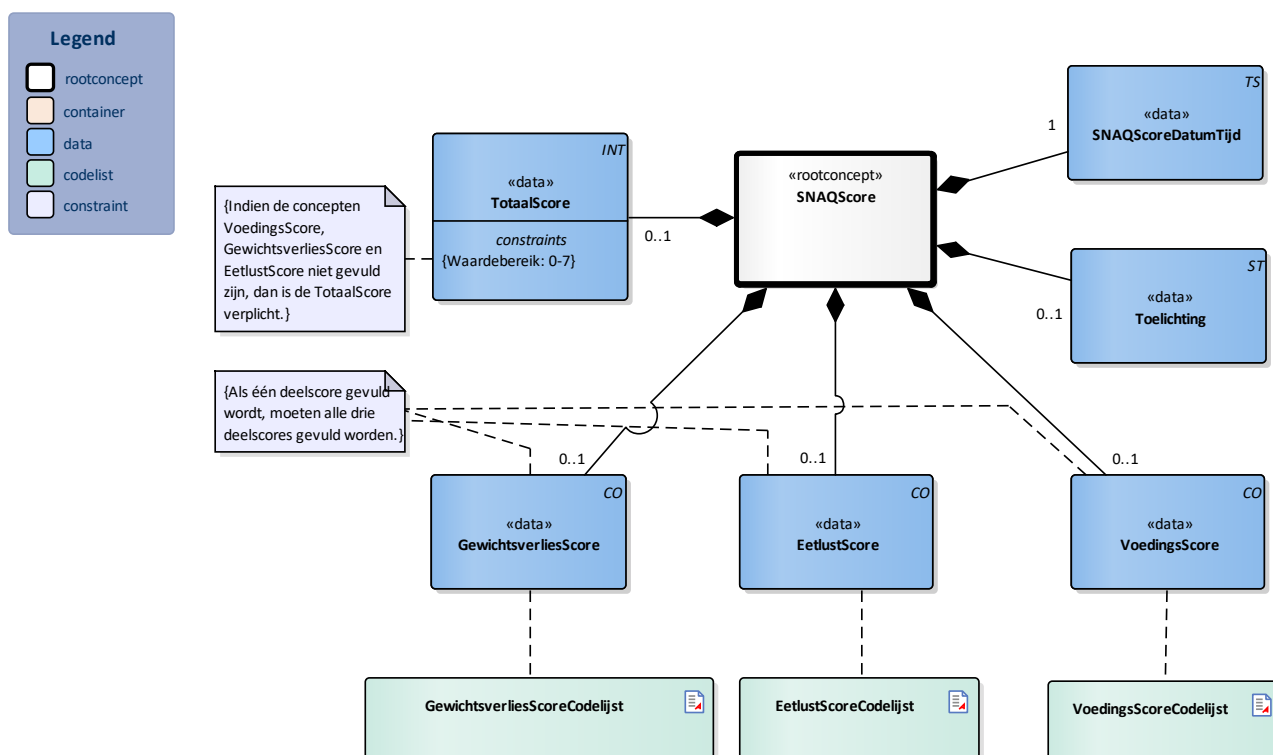 Legend
rootconcept
container
data
codelist
constraint
TS
«data»
SNAQScoreDatumTijd
1
INT
«data»
TotaalScore
constraints
{Waardebereik: 0-7}
0..1
«rootconcept»
SNAQScore
{Indien de concepten
VoedingsScore,
GewichtsverliesScore en
EetlustScore niet gevuld
zijn, dan is de TotaalScore
verplicht.}
ST
«data»
Toelichting
0..1
{Als één deelscore gevuld
wordt, moeten alle drie
deelscores gevuld worden.}
0..1
0..1
0..1
CO
«data»
GewichtsverliesScore
CO
«data»
EetlustScore
CO
«data»
VoedingsScore
GewichtsverliesScoreCodelijst
EetlustScoreCodelijst
VoedingsScoreCodelijst